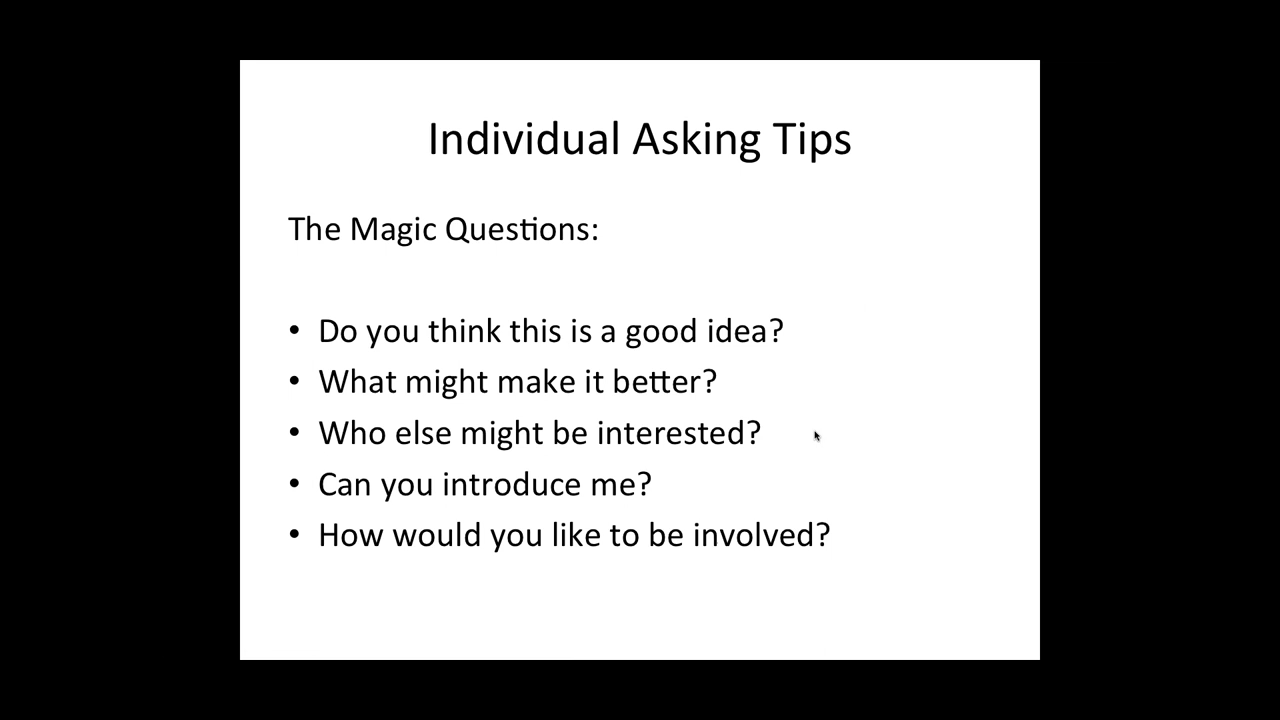 Individual Asking Tips
The Magic Questions:
• Do you think this is a good idea?
• What might make it better?
• Who else might be interested?
• Can you introduce me?
• How would you like to be involved?